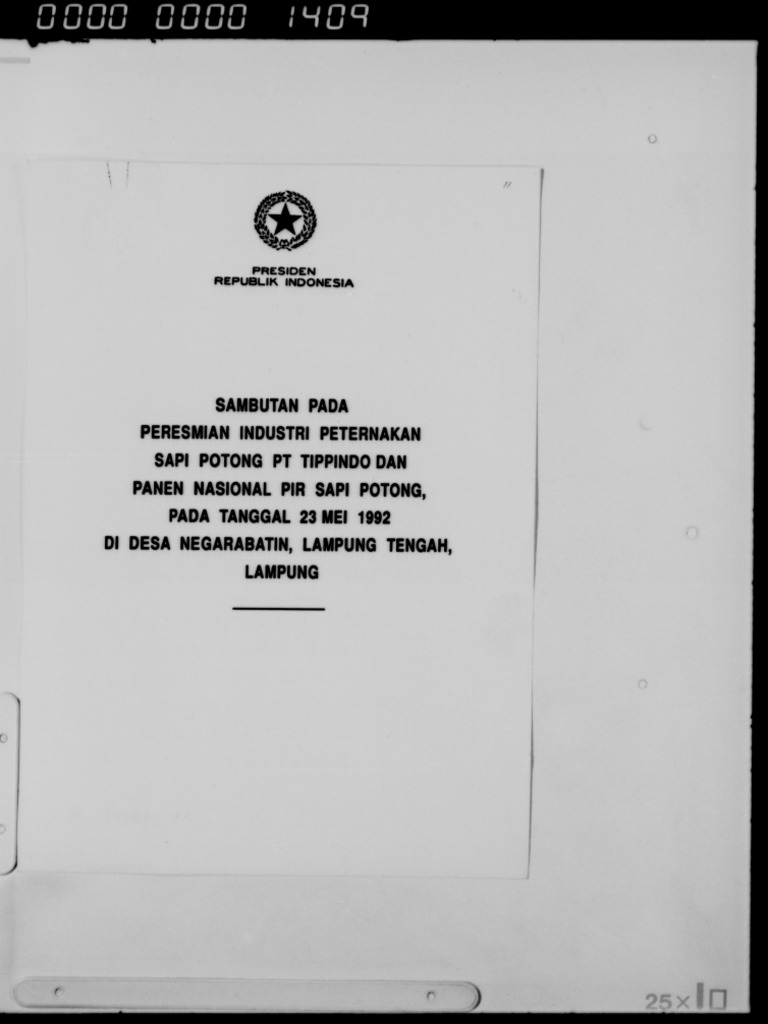 0000 0000 1409
PRESIDEN
REPUBLIK INDONESIA
SAMBUTAN PADA
PERESMIAN INDUSTRI PETERNAKAN
SAPI POTONG PT TIPPINDO DAN
PANEN NASIONAL PIR SAPI POTONG,
PADA TANGGAL 23 MEI 1992
DI DESA NEGARABATIN, LAMPUNG TENGAH,
LAMPUNG
25×